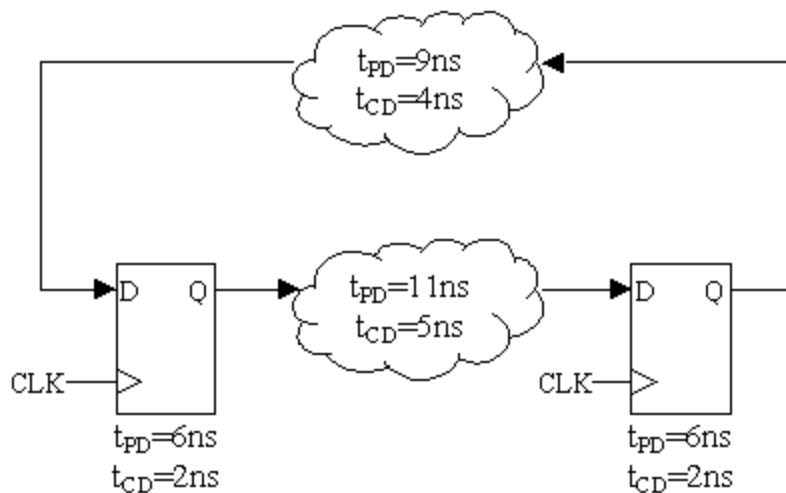 tPD=9ns
tCD=4ns
D Q
tPD=11ns
tCD=5ns
D Q
CLK
CLK
tPD=6ns
tCD=2ns
tPD=6ns
tCD=2ns